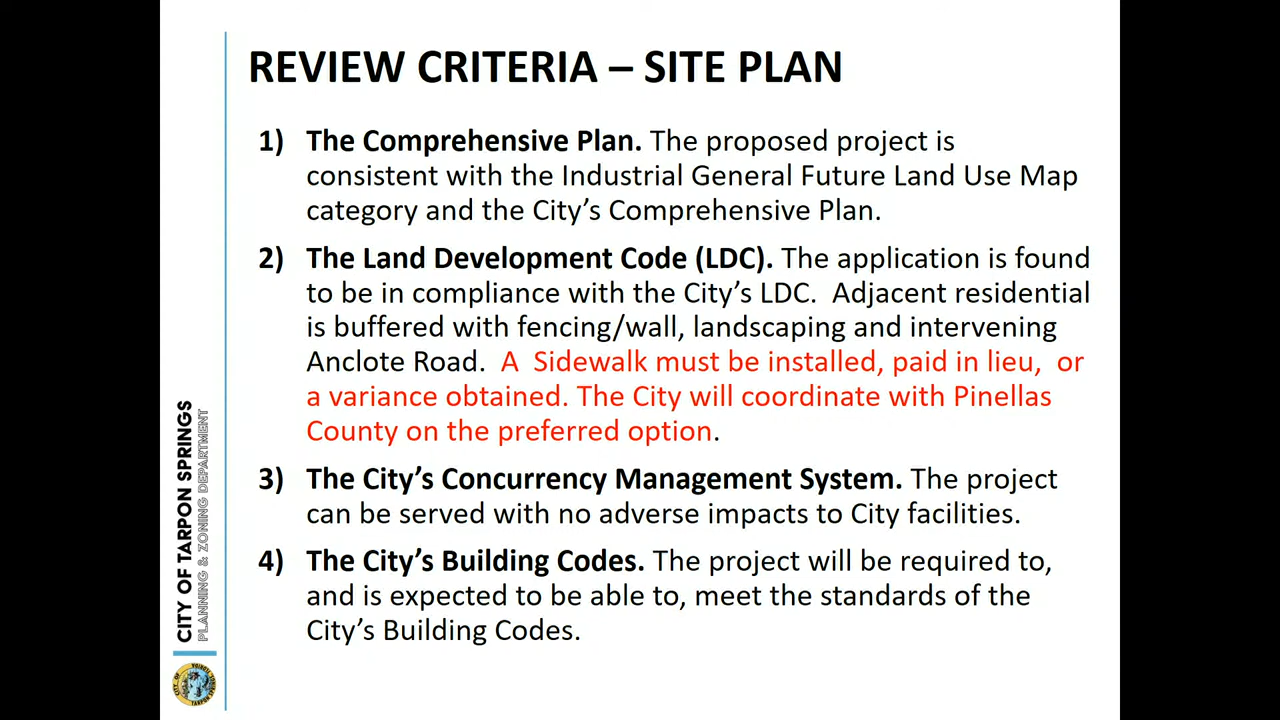 REVIEW CRITERIA – SITE PLAN
1) The Comprehensive Plan. The proposed project is
consistent with the Industrial General Future Land Use Map
category and the City’s Comprehensive Plan.
2) The Land Development Code (LDC). The application is found
to be in compliance with the City’s LDC.  Adjacent residential
is buffered with fencing/wall, landscaping and intervening
Anclote Road.  A  Sidewalk must be installed, paid in lieu,  or
a variance obtained. The City will coordinate with Pinellas
County on the preferred option.
3) The City’s Concurrency Management System. The project
can be served with no adverse impacts to City facilities.
4) The City’s Building Codes. The project will be required to,
and is expected to be able to, meet the standards of the
City’s Building Codes.
CITY OF TARPON SPRINGS
PLANNING & ZONING DEPARTMENT